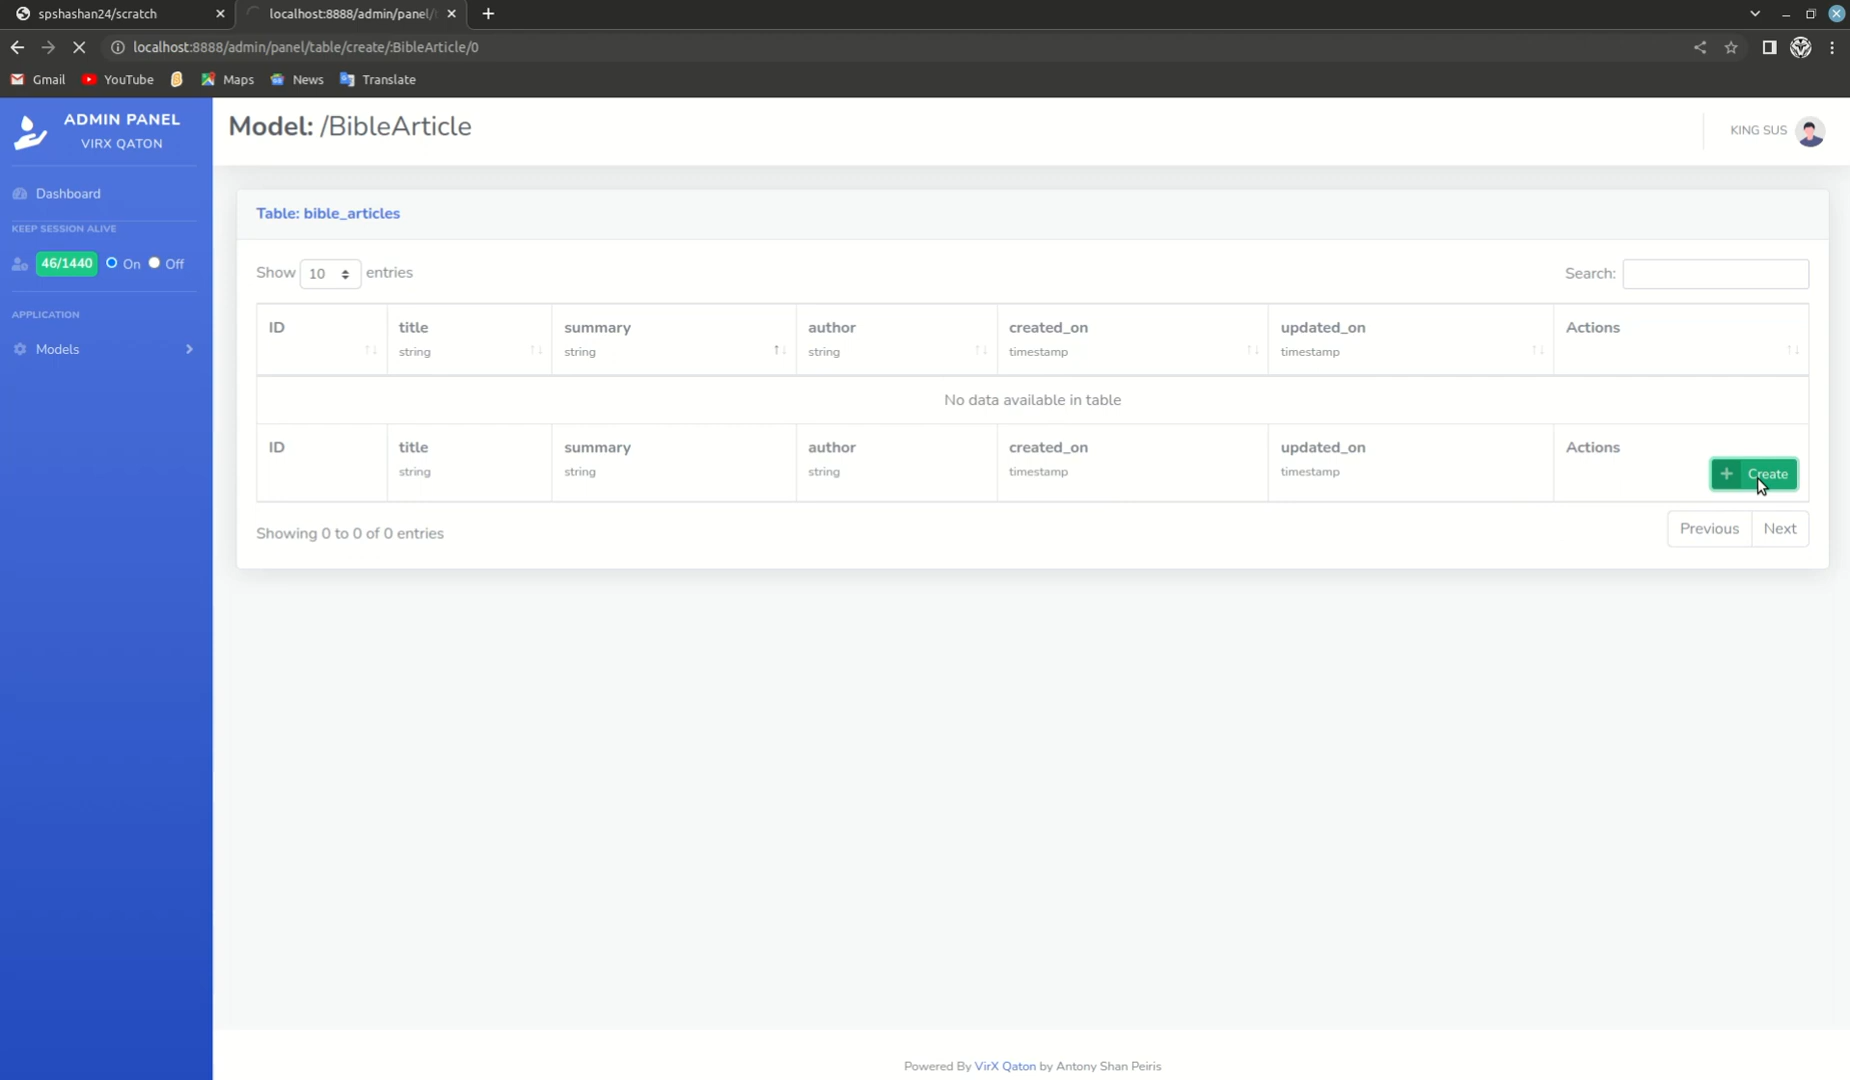 spshashan24/scratch
localhost:8888/admin/panel/
localhost:8888/admin/panel/table/create/:BibleArticle/0
Gmail YouTube Maps News Translate
ADMIN PANEL
VIRX QATON
Model: /BibleArticle
KING SUS
Dashboard
KEEP SESSION ALIVE
46/1440 On Off
APPLICATION
Models
Table: bible_articles
Show 10 entries
Search:
ID title summary author created_on updated_on Actions
string string string timestamp timestamp
No data available in table
ID title summary author created_on updated_on Actions
string string string timestamp timestamp
Create
Showing 0 to 0 of 0 entries
Previous Next
Powered By VirX Qaton by Antony Shan Peiris